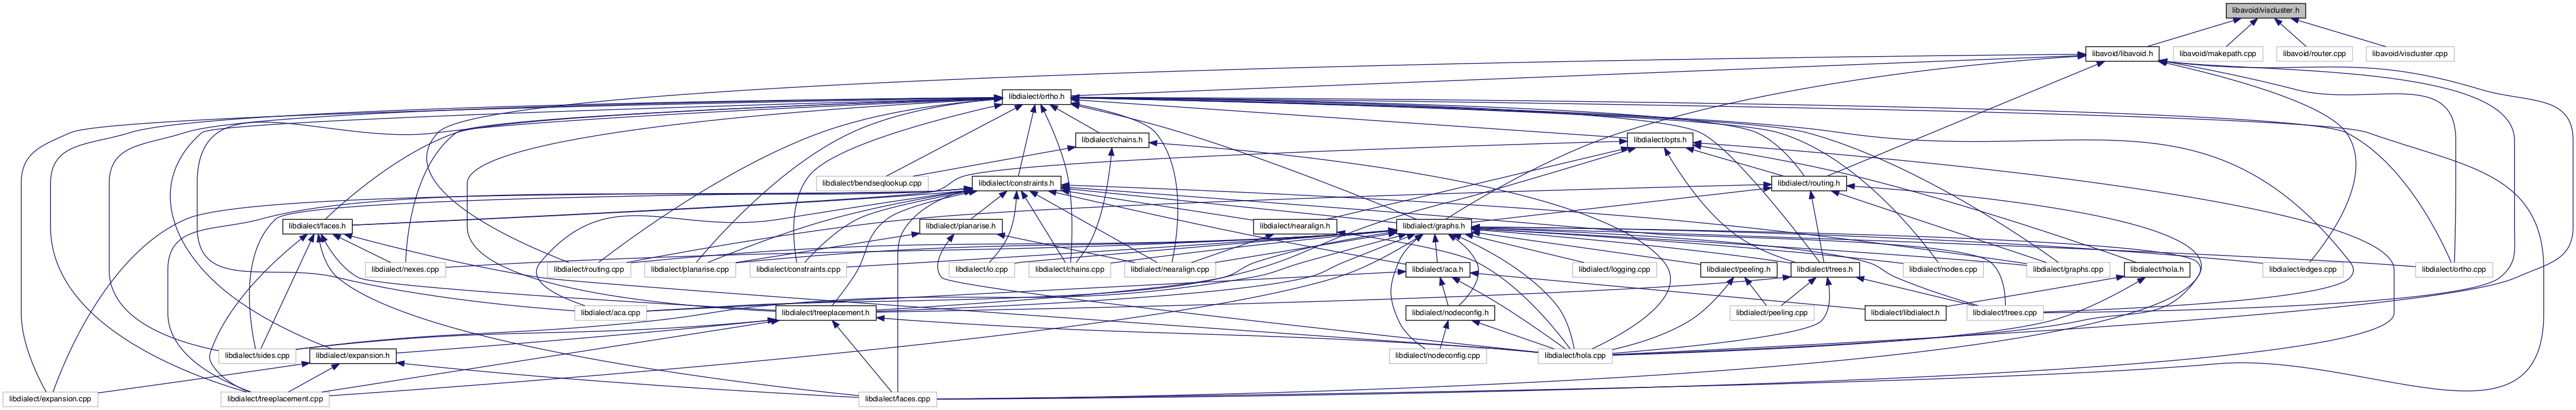 libavoid/viscluster.h
libavoid/libavoid.h
libavoid/makepath.cpp
libavoid/router.cpp
libavoid/viscluster.cpp
libdialect/ortho.h
libdialect/chains.h
libdialect/opts.h
libdialect/bendseqlookup.cpp
libdialect/constraints.h
libdialect/routing.h
libdialect/faces.h
libdialect/planarise.h
libdialect/nearalign.h
libdialect/graphs.h
libdialect/nexes.cpp
libdialect/routing.cpp
libdialect/planarise.cpp
libdialect/constraints.cpp
libdialect/io.cpp
libdialect/chains.cpp
libdialect/nearalign.cpp
libdialect/aca.h
libdialect/logging.cpp
libdialect/peeling.h
libdialect/trees.h
libdialect/nodes.cpp
libdialect/graphs.cpp
libdialect/hola.h
libdialect/edges.cpp
libdialect/ortho.cpp
libdialect/aca.cpp
libdialect/treeplacement.h
libdialect/nodeconfig.h
libdialect/peeling.cpp
libdialect/libdialect.h
libdialect/trees.cpp
libdialect/sides.cpp
libdialect/expansion.h
libdialect/nodeconfig.cpp
libdialect/hola.cpp
libdialect/expansion.cpp
libdialect/treeplacement.cpp
libdialect/faces.cpp